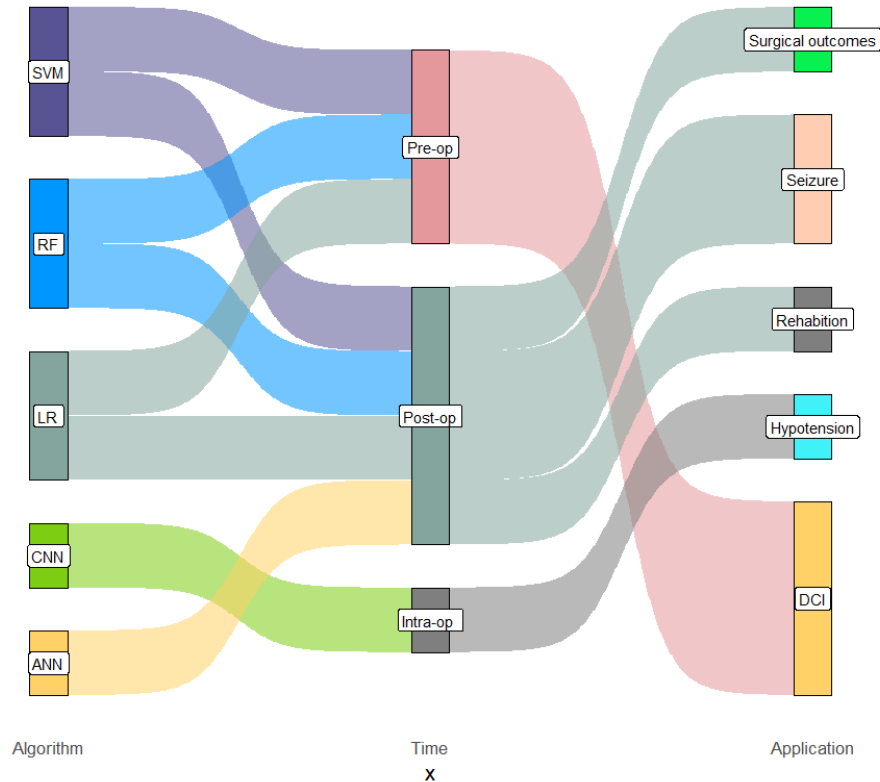 SVM
RF
LR
CNN
ANN
Pre-op
Post-op
Intra-op
Surgical outcomes
Seizure
Rehabition
Hypotension
DCI
Algorithm
Time
Application
x